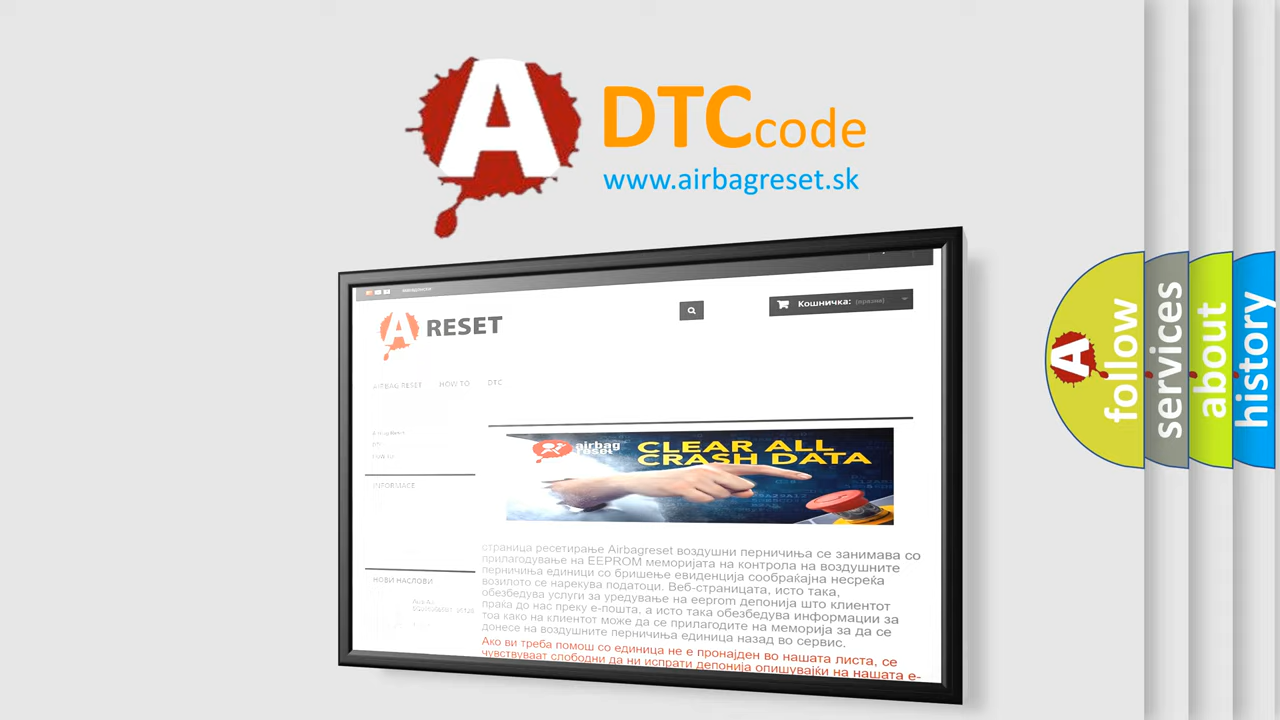 A DTCcode
www.airbagreset.sk
Кошничка: (празни)
A RESET
AIRBAG RESET HOW TO DTC
airbag
reset
CLEAR ALL
CRASH DATA
INFORMACE
страница ресетирање Airbagreset воздушни перничиња се занимава со
прилагодување на EEPROM меморијата на контрола на воздушните
перничиња единици со бришење евиденција сообраќајна несреќа
возилото се нарекува податоци. Веб-страницата, исто така,
обезбедува услуги за уредување на eeprom депонија што клиентот
праќа до нас преку е-пошта. а исто така обезбедува информации за
тоа како на клиентот може да се прилагодите на меморија за да се
донесе на воздушните перничиња единица назад во сервис.
Ако ви треба помош со единица не е пронајден во нашата листа, се
чувствуваат слободни да ни испрати депонија опишувајќи на нашата е-
НОВИ НАСЛОВИ
A
follow
services
about
history